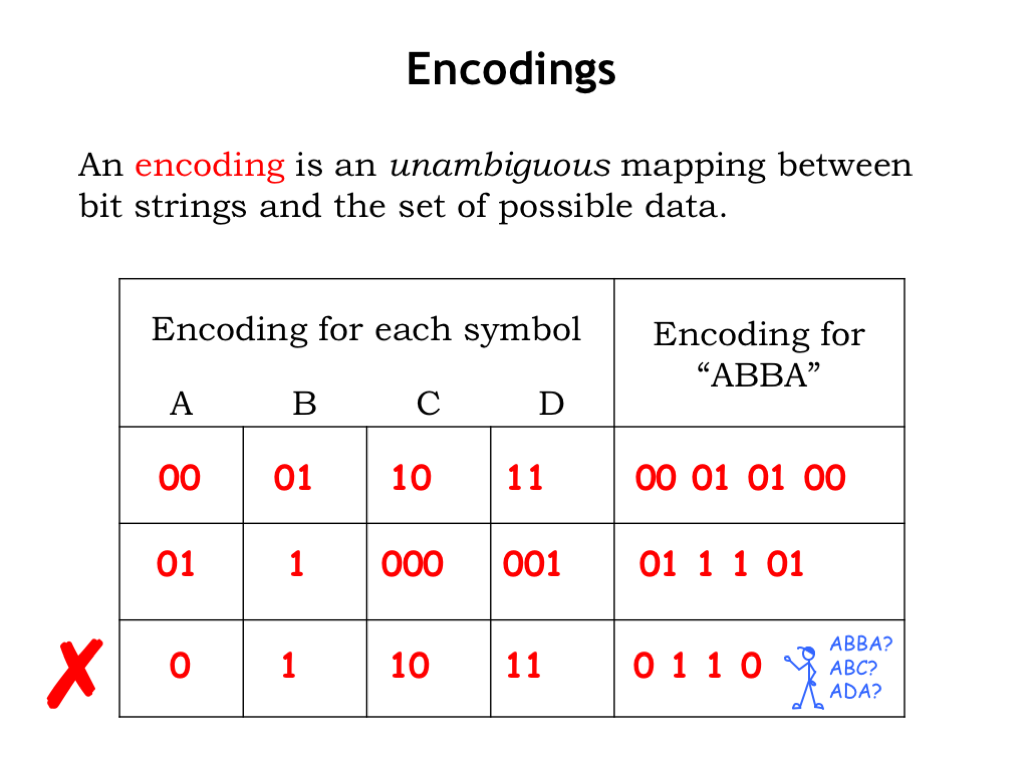 Encodings
An encoding is an unambiguous mapping between
bit strings and the set of possible data.
Encoding for each symbol
A B C D
Encoding for
“ABBA”
00 01 10 11 00 01 01 00
01 1 000 001 01 1 1 01
0 1 10 11 0 1 1 0
ABBA?
ABC?
ADA?